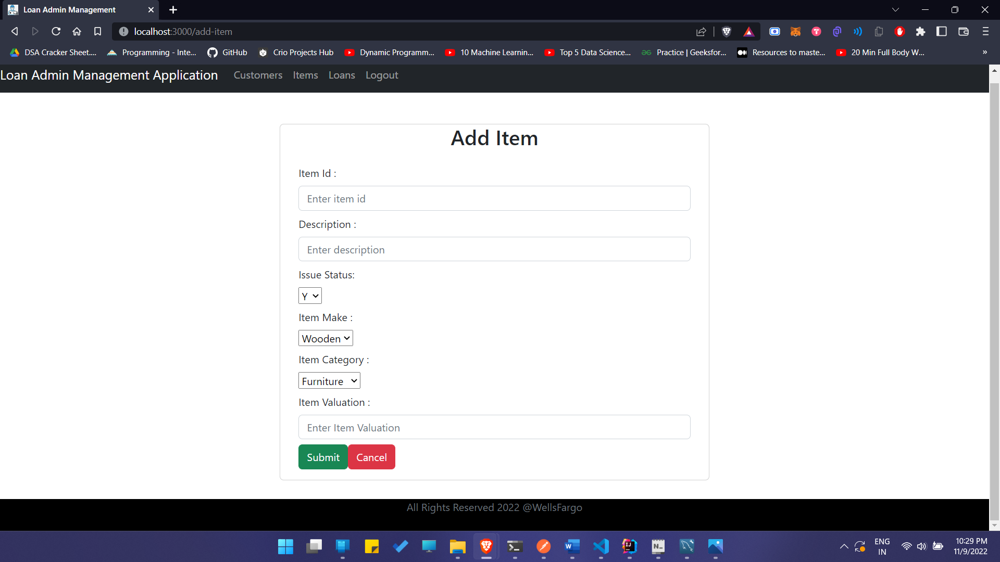 Loan Admin Management
localhost:3000/add-item
DSA Cracker Sheet.... Programming - Inte... GitHub Crio Projects Hub Dynamic Programm... 10 Machine Learnin... Top 5 Data Science... Practice | Geeksfor... Resources to maste... 20 Min Full Body W... »
Loan Admin Management Application Customers Items Loans Logout
Add Item
Item Id :
Enter item id
Description :
Enter description
Issue Status:
Y
Item Make :
Wooden
Item Category :
Furniture
Item Valuation :
Enter Item Valuation
Submit Cancel
All Rights Reserved 2022 @WellsFargo
ENG
IN
10:29 PM
11/9/2022